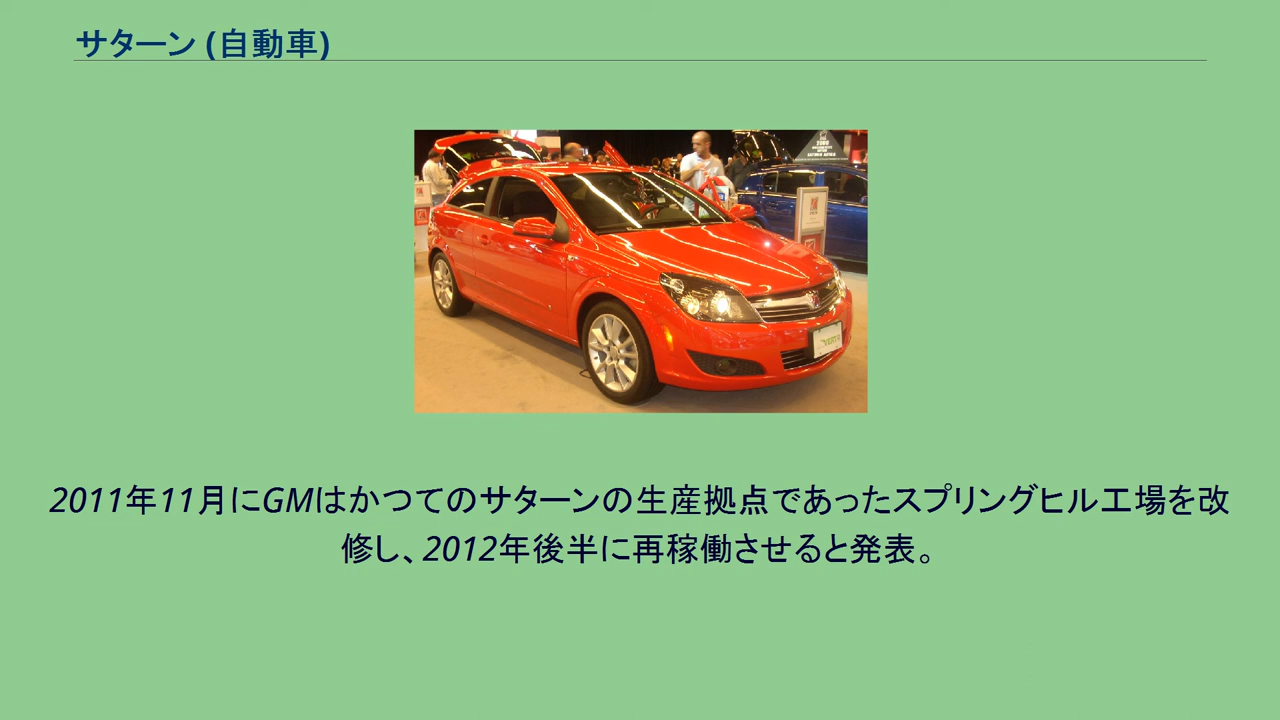 サターン (自動車)
2011年11月にGMはかつてのサターンの生産拠点であったスプリングヒル工場を改
修し、2012年後半に再稼働させると発表。